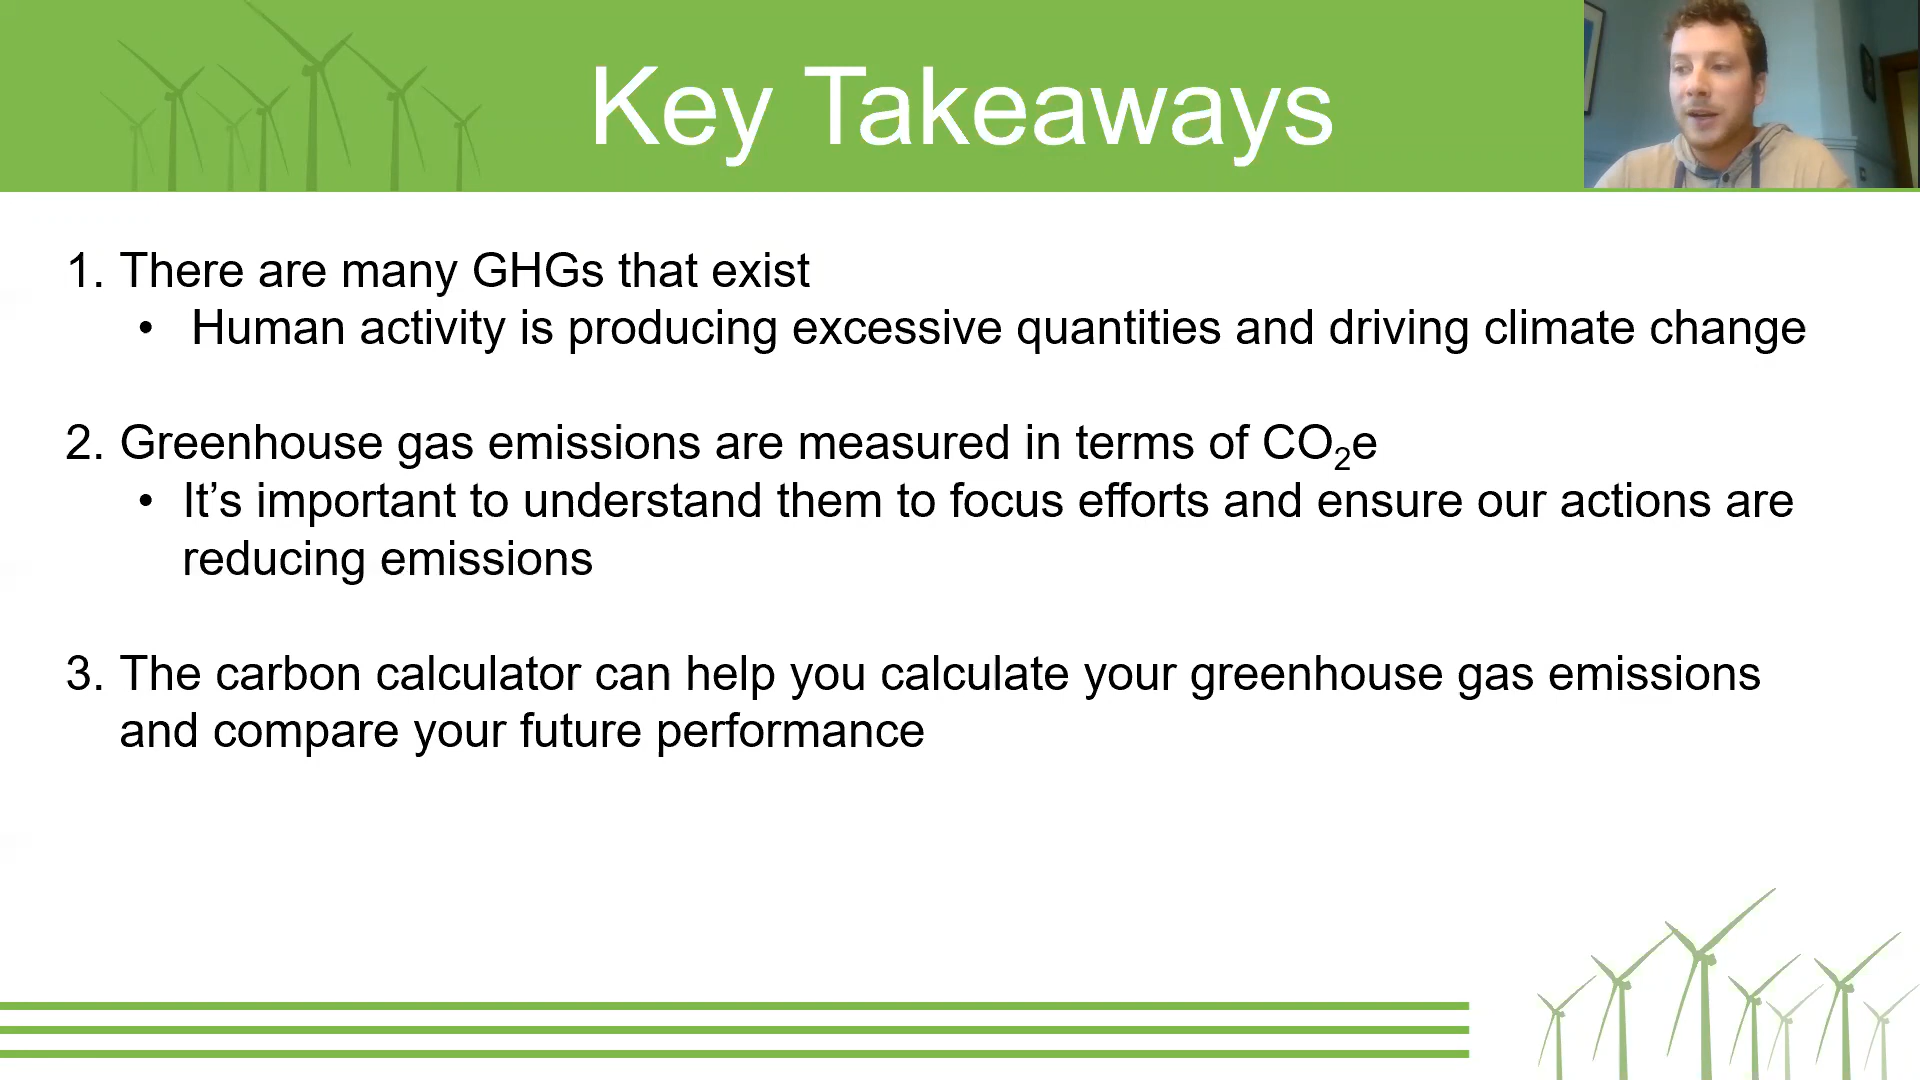 Key Takeaways
1. There are many GHGs that exist
• Human activity is producing excessive quantities and driving climate change
2. Greenhouse gas emissions are measured in terms of CO₂e
• It’s important to understand them to focus efforts and ensure our actions are
reducing emissions
3. The carbon calculator can help you calculate your greenhouse gas emissions
and compare your future performance